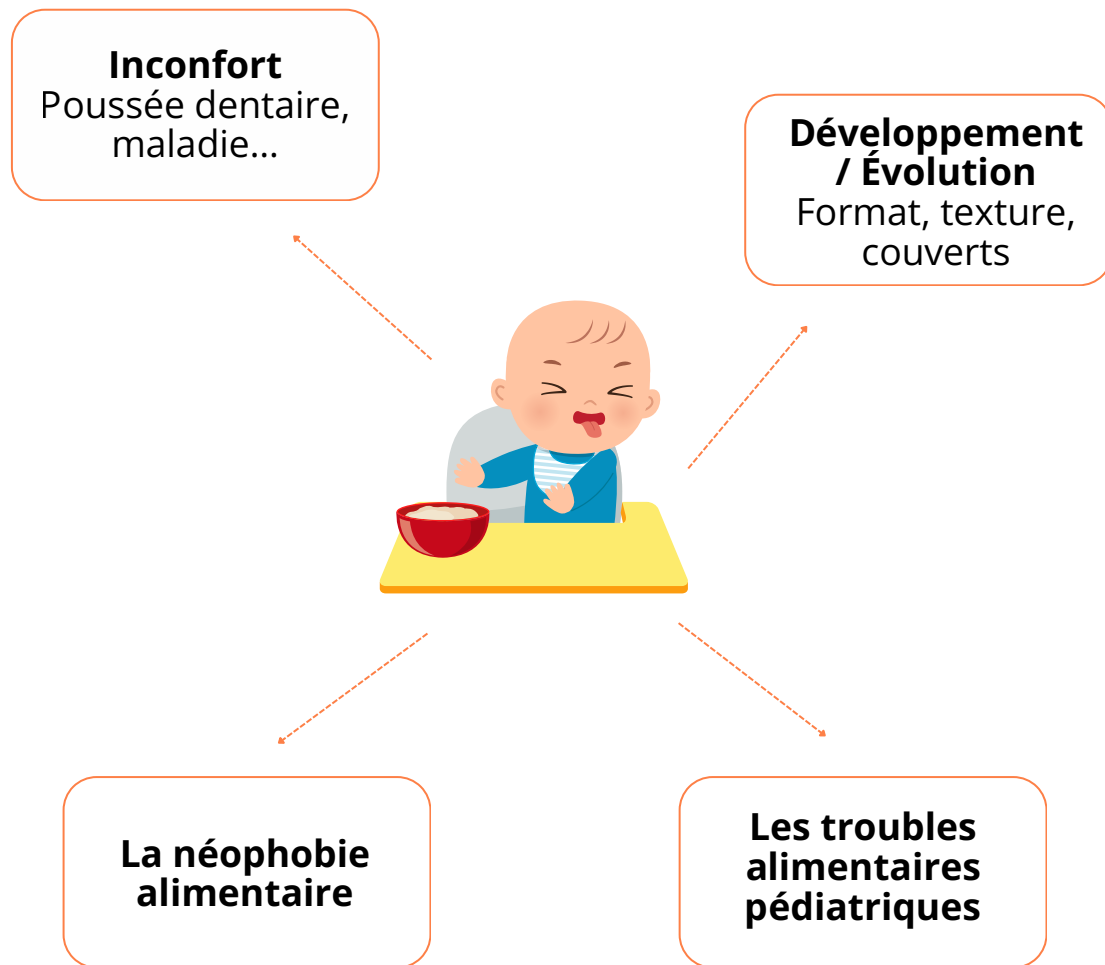 Inconfort
Poussée dentaire,
maladie...
Développement
/ Évolution
Format, texture,
couverts
La néophobie
alimentaire
Les troubles
alimentaires
pédiatriques